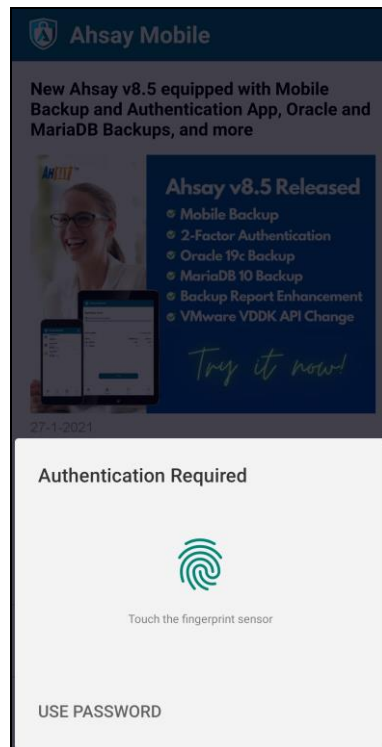 Ahsay Mobile
New Ahsay v8.5 equipped with Mobile
Backup and Authentication App, Oracle and
MariaDB Backups, and more
Ahsay v8.5 Released
Mobile Backup
2-Factor Authentication
Oracle 19c Backup
MariaDB 10 Backup
Backup Report Enhancement
VMware VDDK API Change
Try it now!
27-1-2021
Authentication Required
Touch the fingerprint sensor
USE PASSWORD